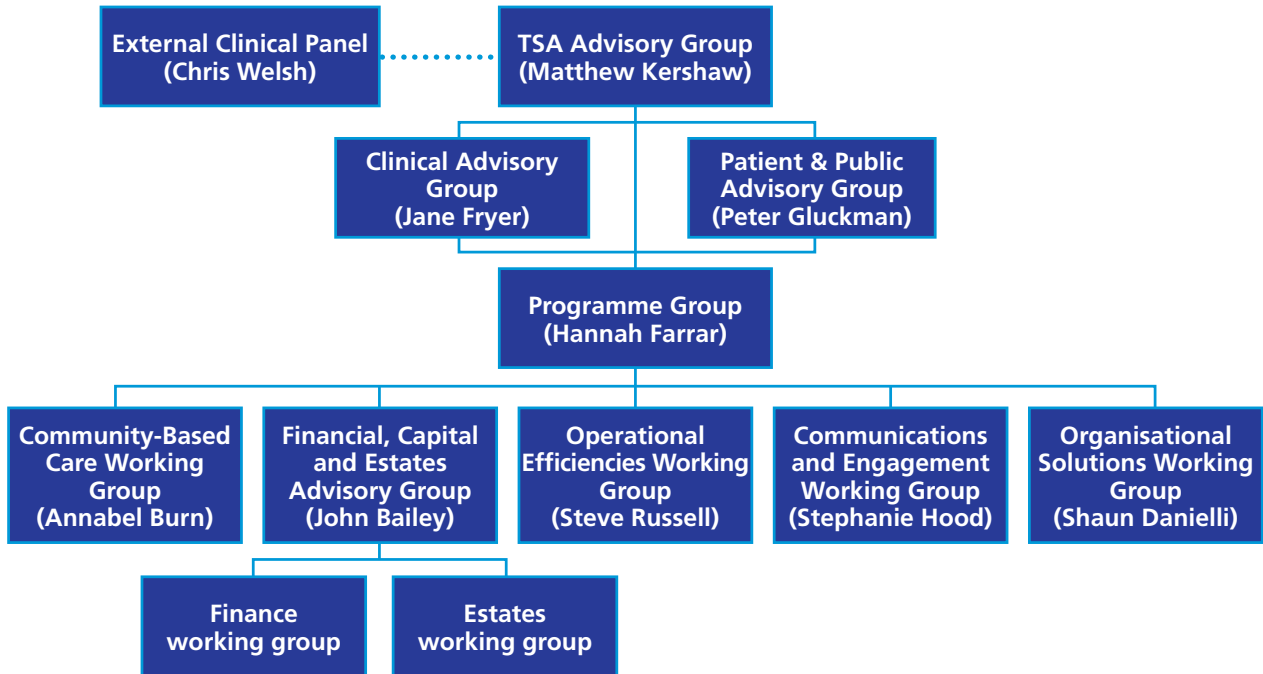 External Clinical Panel
(Chris Welsh)
TSA Advisory Group
(Matthew Kershaw)
Clinical Advisory
Group
(Jane Fryer)
Patient & Public
Advisory Group
(Peter Gluckman)
Programme Group
(Hannah Farrar)
Community-Based
Care Working
Group
(Annabel Burn)
Financial, Capital
and Estates
Advisory Group
(John Bailey)
Operational
Efficiencies Working
Group
(Steve Russell)
Communications
and Engagement
Working Group
(Stephanie Hood)
Organisational
Solutions Working
Group
(Shaun Danielli)
Finance
working group
Estates
working group